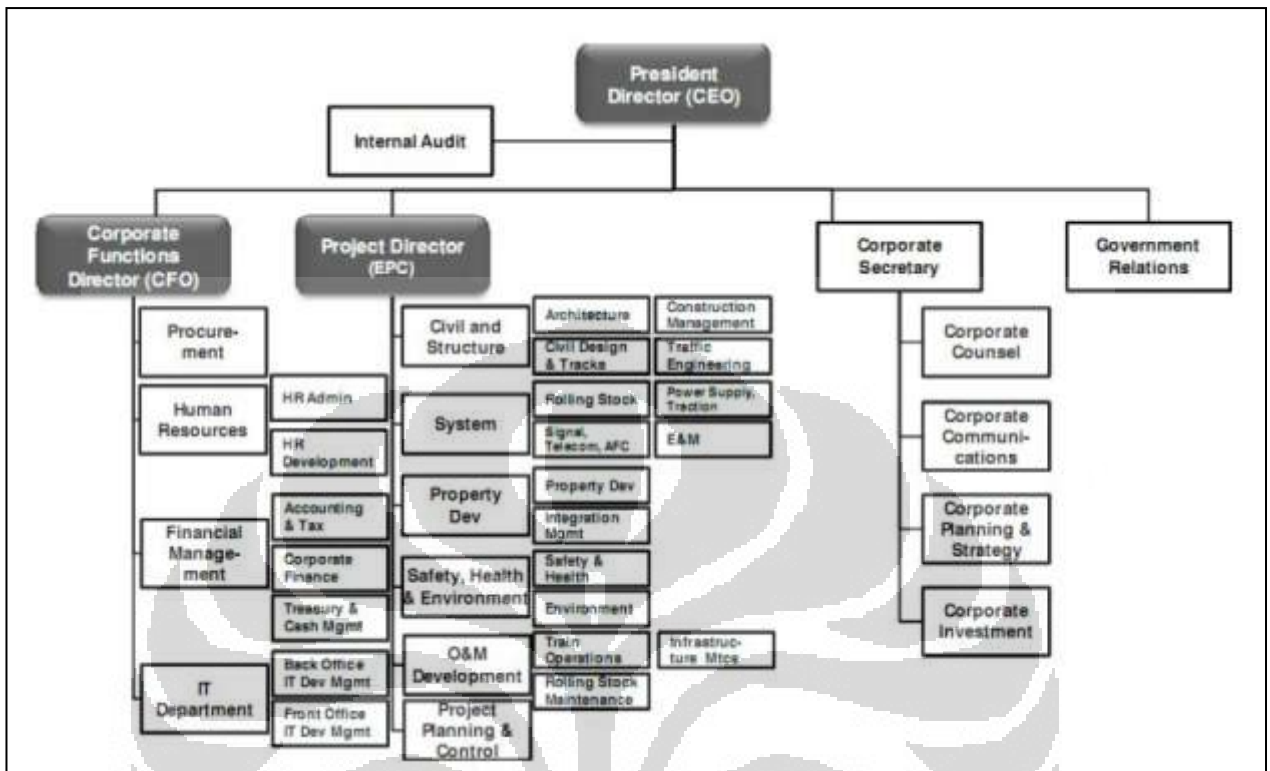 President
Director (CEO)
Internal Audit
Corporate
Functions
Director (CFO)
Project Director
(EPC)
Corporate
Secretary
Government
Relations
Procure-
ment
Human
Resources
HR Admin
HR
Development
Financial
Manage-
ment
Accounting
& Tax
Corporate
Finance
Treasury &
Cash Mgmt
IT
Department
Back Office
IT Dev Mgmt
Front Office
IT Dev Mgmt
Civil and
Structure
Architecture
Construction
Management
Civil Design
& Tracks
Traffic
Engineering
System
Rolling Stock
Power Supply,
Traction
Signal,
Telecom, AFC
E&M
Property
Dev
Property Dev
Integration
Mgmt
Safety, Health
& Environment
Safety &
Health
Environment
O&M
Development
Train
Operations
Infrastruc-
ture Mtcs
Rolling Stock
Maintenance
Project
Planning &
Control
Corporate
Counsel
Corporate
Communi-
cations
Corporate
Planning &
Strategy
Corporate
Investment